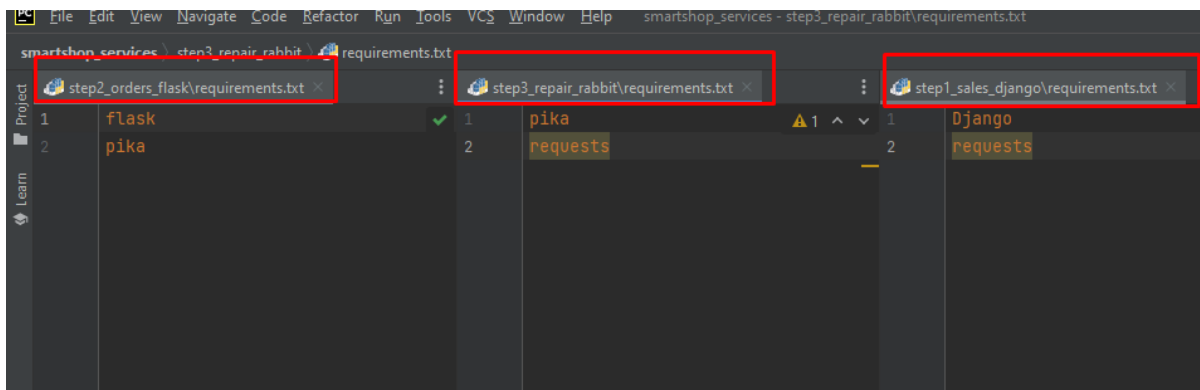 PC File Edit View Navigate Code Refactor Run Tools VCS Window Help smartshop_services - step3_repair_rabbit\requirements.txt
smartshop_services step3_repair_rabbit requirements.txt
Project
Learn
step2_orders_flask\requirements.txt
1 flask
2 pika
step3_repair_rabbit\requirements.txt
1 pika 1
2 requests
step1_sales_django\requirements.txt
1 Django
2 requests